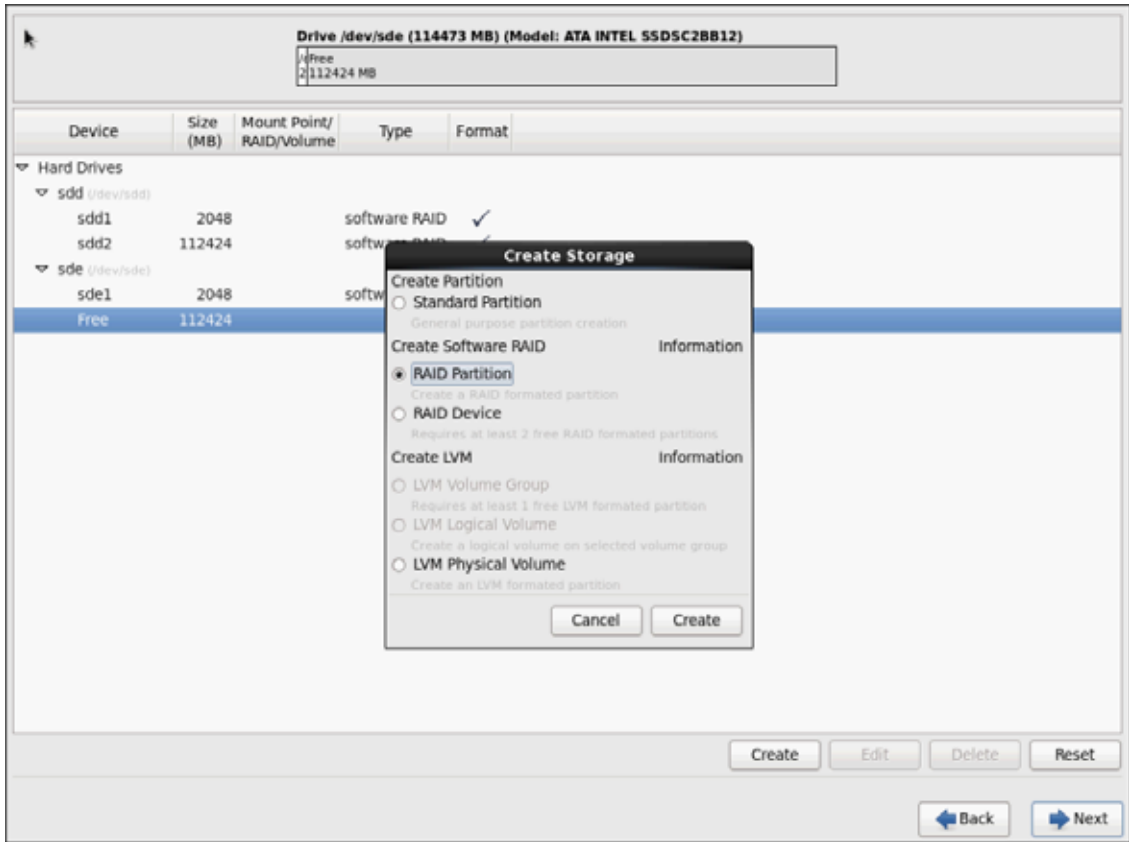 Drive /dev/sde (114473 MB) (Model: ATA INTEL SSDSC2BB12)
Free
2 112424 MB
Device Size (MB) Mount Point/ RAID/Volume Type Format
Hard Drives
sdd (/dev/sdd)
sdd1 2048 software RAID
sdd2 112424 softw
sde (/dev/sde)
sde1 2048 softw
Free 112424
Create Storage
Create Partition
Standard Partition
General purpose partition creation
Create Software RAID Information
RAID Partition
Create a RAID formated partition
RAID Device
Requires at least 2 free RAID formated partitions
Create LVM Information
LVM Volume Group
Requires at least 1 free LVM formated partition
LVM Logical Volume
Create a logical volume on selected volume group
LVM Physical Volume
Create an LVM formated partition
Cancel Create
Create Edit Delete Reset
Back Next